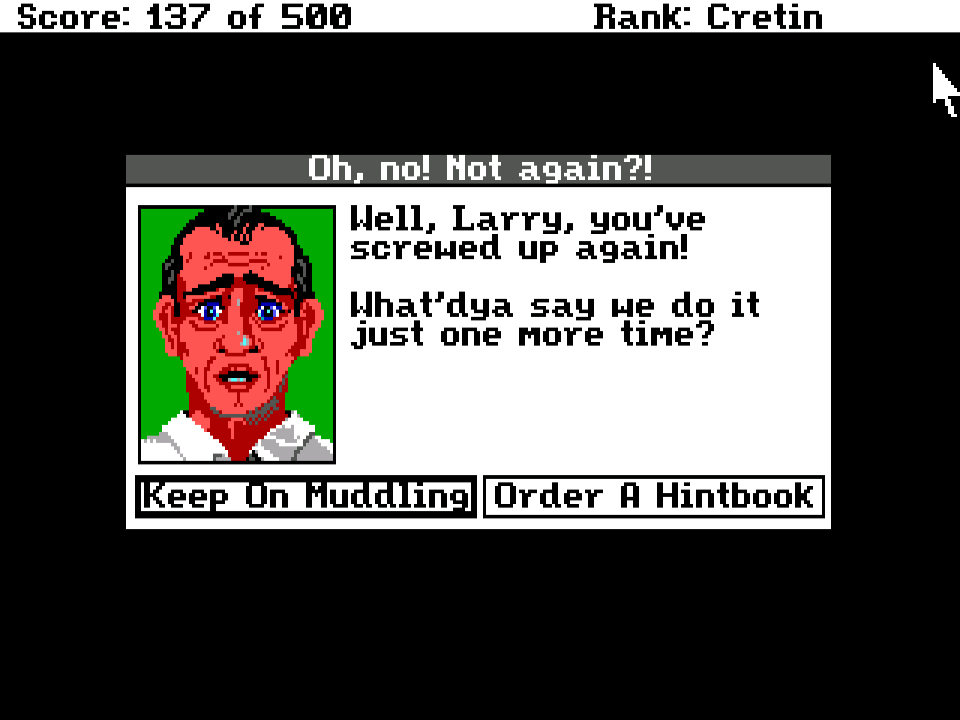 Score: 137 of 500 Rank: Cretin
Oh, no! Not again?!
Well, Larry, you've
screwed up again!
What'dya say we do it
just one more time?
Keep On Muddling Order A Hintbook